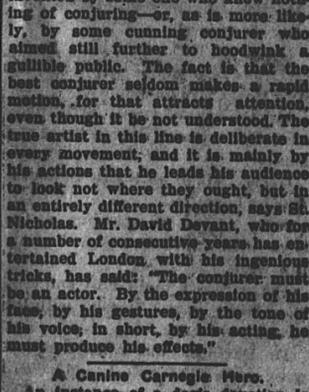 ing of conjuring—or, as is more like-
ly, by some cunning conjurer who
aimed still further to hoodwink a
gullible public. The fact is that the
best conjurer seldom makes a rapid
motion, for that attracts attention,
even though it be not understood. The
true artist in this line is deliberate in
every movement; and it is mainly by
his actions that he leads his audience
to look not where they ought, but in
an entirely different direction, says St.
Nicholas. Mr. David Devant, who for
a number of consecutive years has en-
tertained London with his ingenious
tricks, has said: "The conjurer must
be an actor. By the expression of his
face, by his gestures, by the tone of
his voice; in short, by his acting, he
must produce his effects."
A Canine Carnegie Hero.